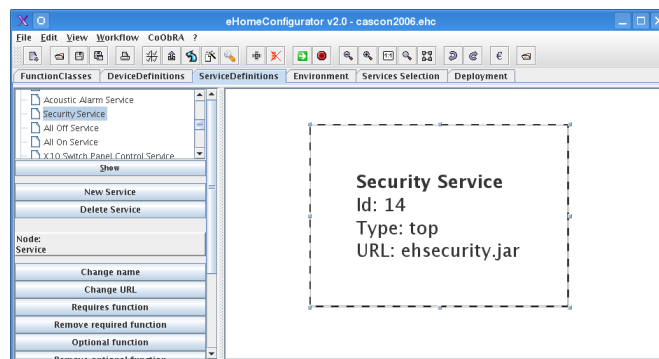 eHomeConfigurator v2.0 - cascon2006.ehc
File Edit View Workflow CoObRA ?
FunctionClasses DeviceDefinitions ServiceDefinitions Environment Services Selection Deployment
Acoustic Alarm Service
Security Service
All Off Service
All On Service
X10 Switch Panel Control Service
Show
New Service
Delete Service
Node:
Service
Change name
Change URL
Requires function
Remove required function
Optional function
Remove optional function
Security Service
Id: 14
Type: top
URL: ehsecurity.jar